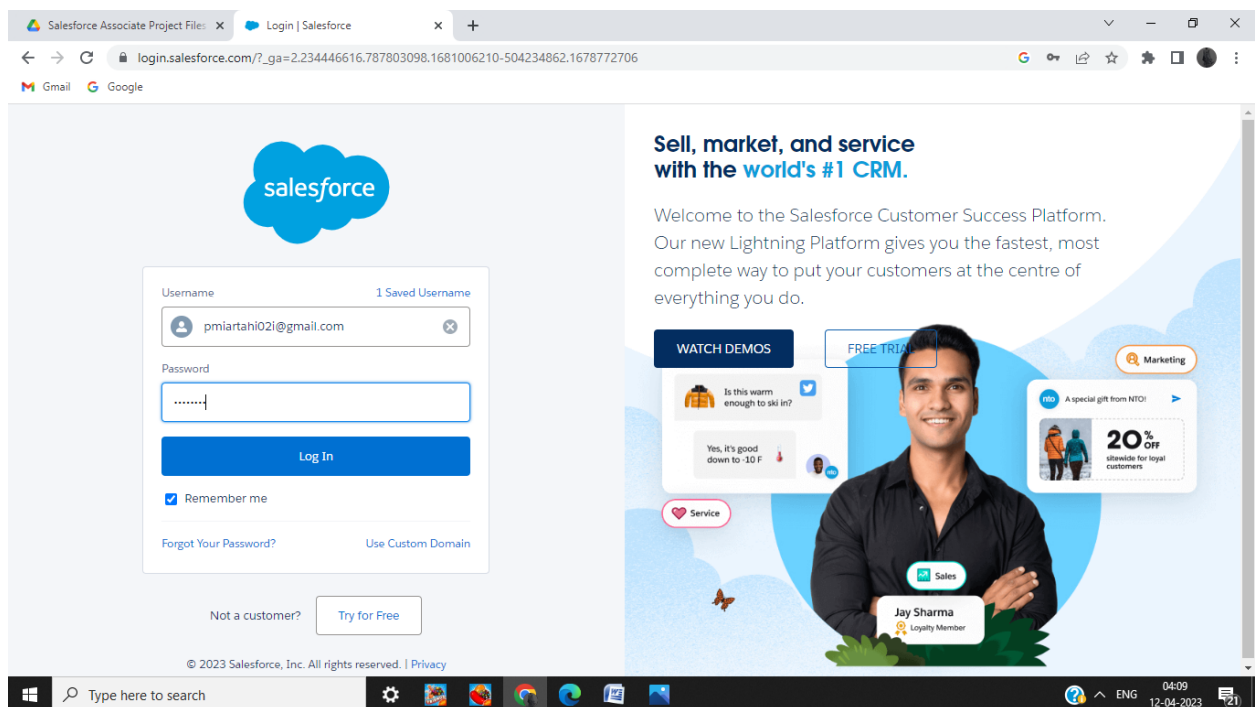 Salesforce Associate Project Files
Login | Salesforce
login.salesforce.com/?_ga=2.234446616.787803098.1681006210-504234862.1678772706
Gmail Google
salesforce
Username 1 Saved Username
pmiartahi02i@gmail.com
Password
Log In
Remember me
Forgot Your Password? Use Custom Domain
Not a customer? Try for Free
© 2023 Salesforce, Inc. All rights reserved. | Privacy
Sell, market, and service
with the world's #1 CRM.
Welcome to the Salesforce Customer Success Platform.
Our new Lightning Platform gives you the fastest, most
complete way to put your customers at the centre of
everything you do.
WATCH DEMOS FREE TRIAL
Marketing
Is this warm
enough to ski in?
Yes, it's good
down to -10 F
nto
Service
nto A special gift from NTO!
20% OFF
sitewide for loyal
customers
Sales
Jay Sharma
Loyalty Member
Type here to search
ENG
04:09
12-04-2023
21